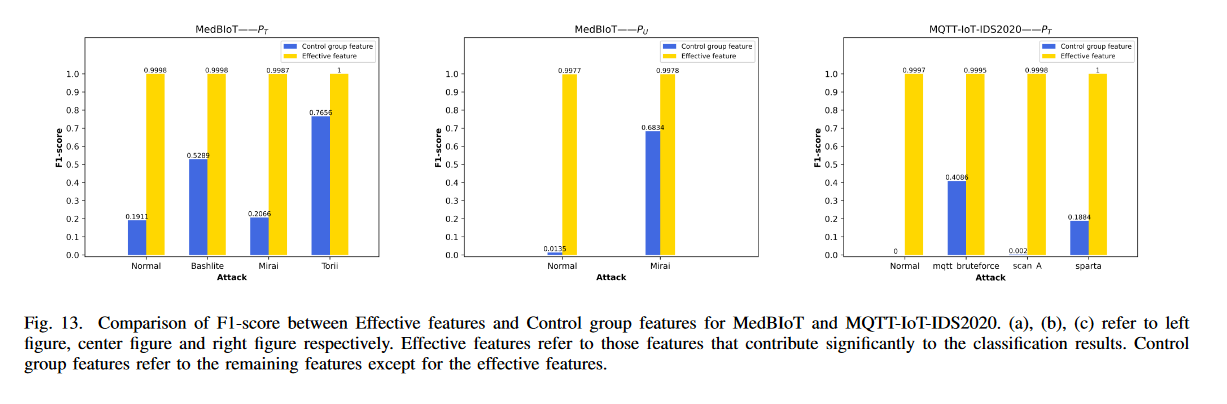 MedBIoT——P_T
Control group feature
Effective feature
F1-score
1.0
0.9
0.8
0.7
0.6
0.5
0.4
0.3
0.2
0.1
0.0
0.1911
0.9998
0.5289
0.9998
0.2066
0.9987
0.7656
1
Normal Bashlite Mirai Torii
Attack
MedBIoT——P_U
Control group feature
Effective feature
F1-score
1.0
0.9
0.8
0.7
0.6
0.5
0.4
0.3
0.2
0.1
0.0
0.0135
0.9977
0.6834
0.9978
Normal Mirai
Attack
MQTT-IoT-IDS2020——P_T
Control group feature
Effective feature
F1-score
1.0
0.9
0.8
0.7
0.6
0.5
0.4
0.3
0.2
0.1
0.0
0
0.9997
0.4086
0.9995
0.002
0.9998
0.1884
1
Normal mqtt_bruteforce scan_A sparta
Attack
Fig. 13. Comparison of F1-score between Effective features and Control group features for MedBIoT and MQTT-IoT-IDS2020. (a), (b), (c) refer to left
figure, center figure and right figure respectively. Effective features refer to those features that contribute significantly to the classification results. Control
group features refer to the remaining features except for the effective features.